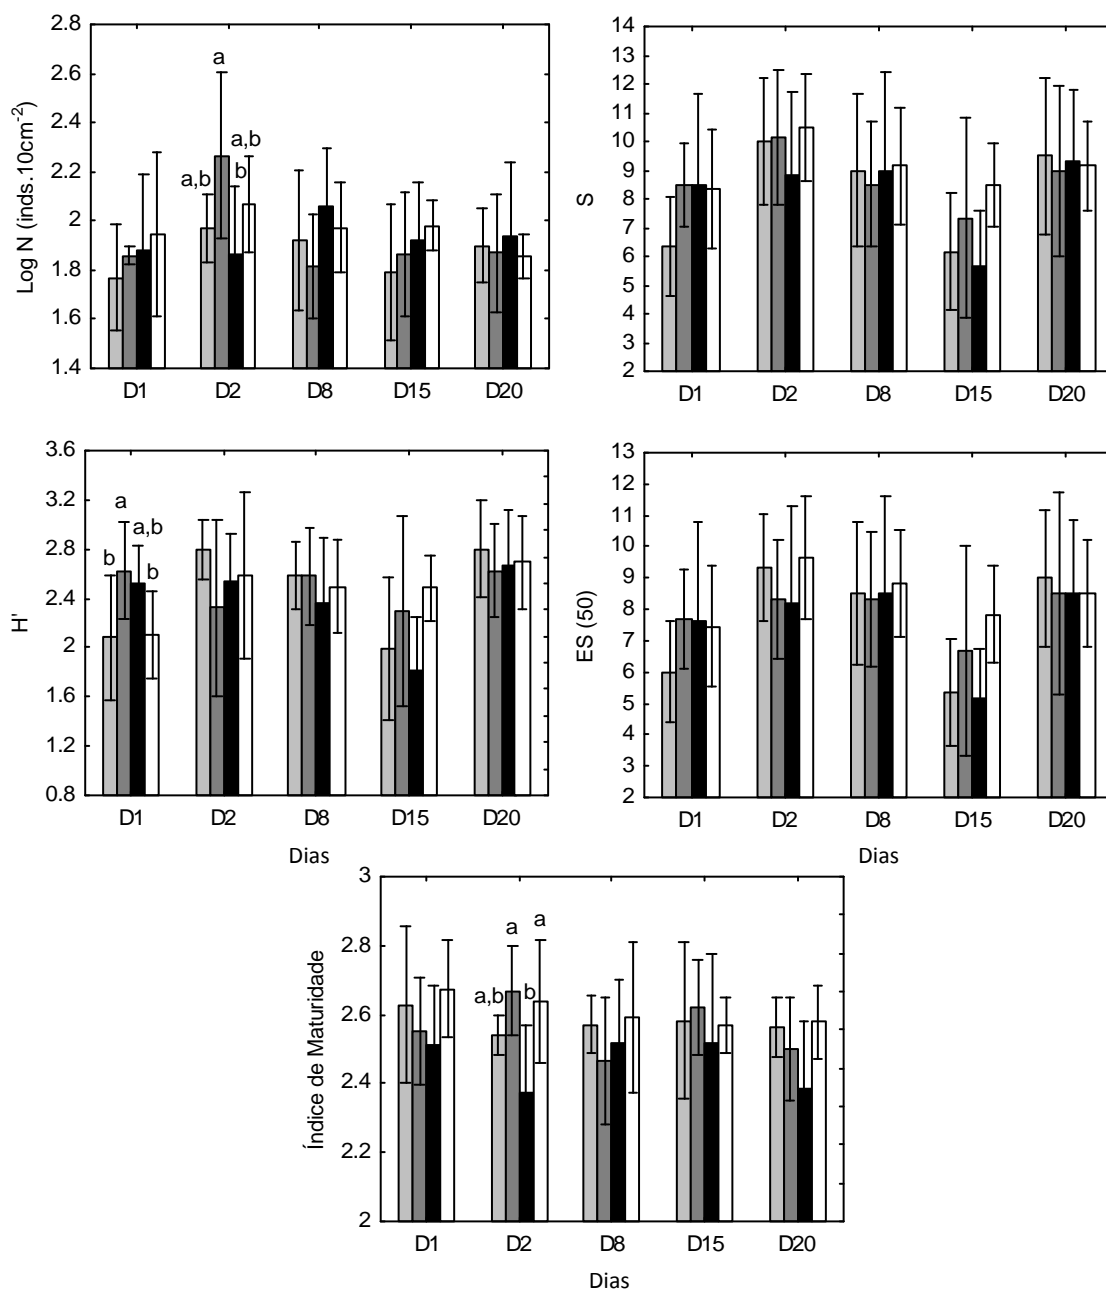 Log N (inds.10cm-2)
2.8
2.6
2.4
2.2
2
1.8
1.6
1.4
a
a,b
a,b
b
D1 D2 D8 D15 D20
S
14
13
12
11
10
9
8
7
6
5
4
3
2
D1 D2 D8 D15 D20
H'
3.6
3.2
2.8
2.4
2
1.6
1.2
0.8
a
a,b
b
b
D1 D2 D8 D15 D20
Dias
ES (50)
13
12
11
10
9
8
7
6
5
4
3
2
D1 D2 D8 D15 D20
Dias
Índice de Maturidade
3
2.8
2.6
2.4
2.2
2
a
a
a,b
b
D1 D2 D8 D15 D20
Dias